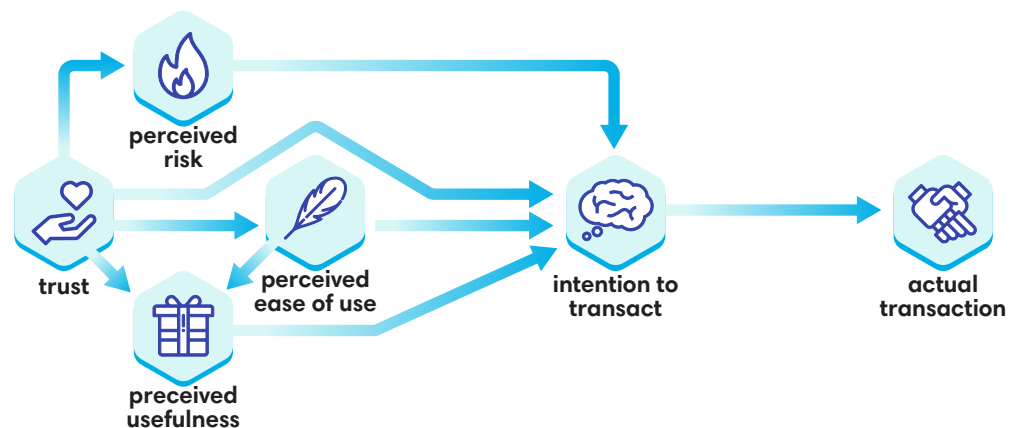 perceived
risk
trust
perceived
ease of use
intention to
transact
actual
transaction
preceived
usefulness